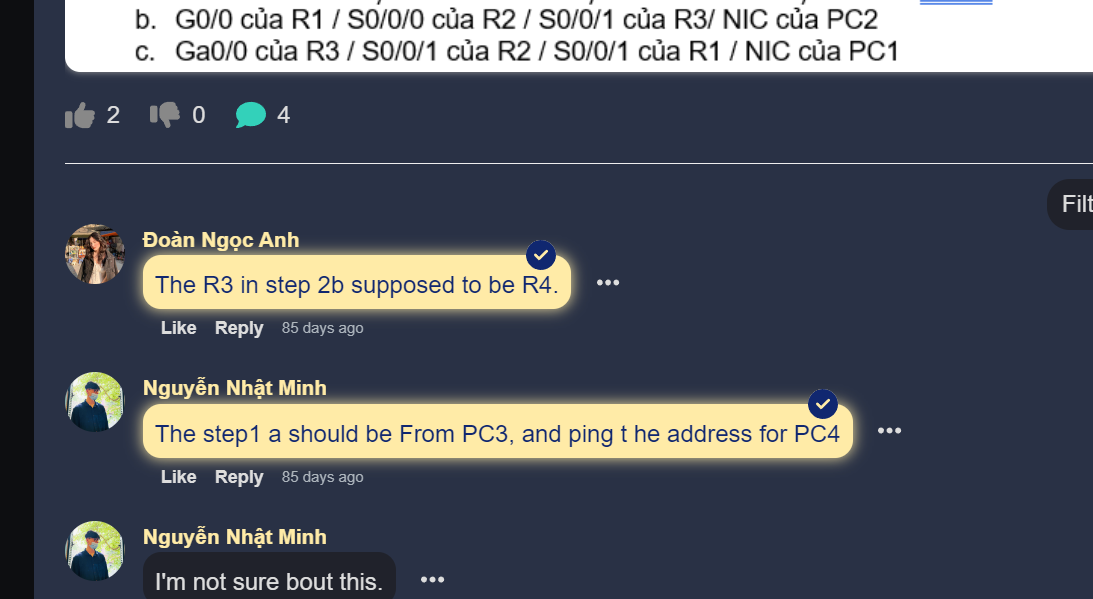 b. G0/0 của R1 / S0/0/0 của R2 / S0/0/1 của R3/ NIC của PC2
c. Ga0/0 của R3 / S0/0/1 của R2 / S0/0/1 của R1 / NIC của PC1
2 0 4
Filt
Đoàn Ngọc Anh
The R3 in step 2b supposed to be R4.
Like Reply 85 days ago
Nguyễn Nhật Minh
The step1 a should be From PC3, and ping t he address for PC4
Like Reply 85 days ago
Nguyễn Nhật Minh
I'm not sure bout this.